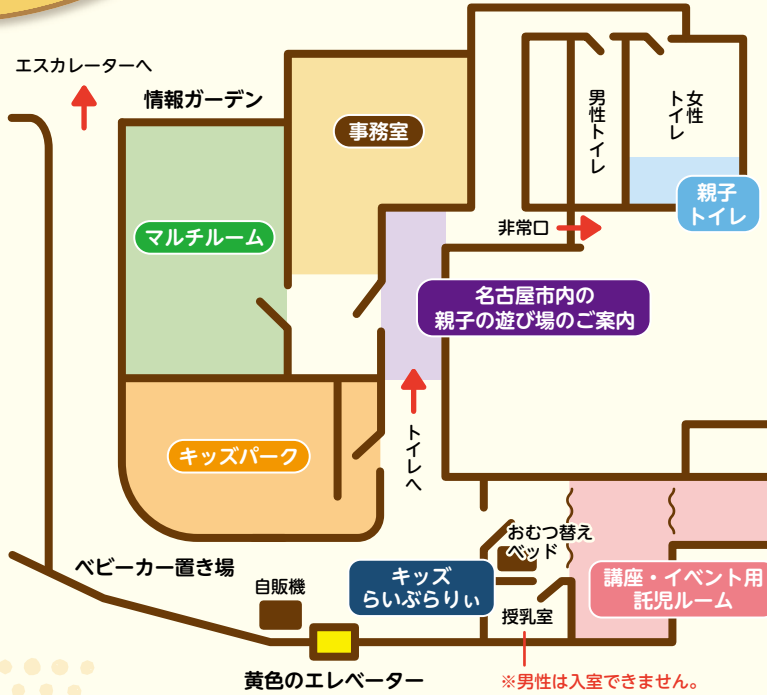 エスカレーターへ
情報ガーデン
事務室
男性トイレ
女性
トイレ
親子
トイレ
マルチルーム
非常口
名古屋市内の
親子の遊び場のご案内
キッズパーク
トイレへ
おむつ替え
ベッド
ベビーカー置き場
自販機
キッズ
らいぶらりぃ
授乳室
講座・イベント用
託児ルーム
黄色のエレベーター
※男性は入室できません。